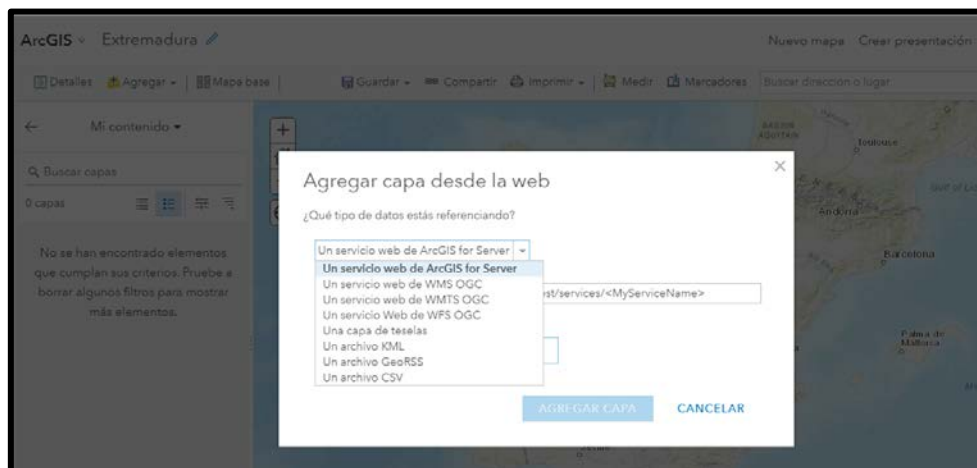 ArcGIS Extremadura Nuevo mapa Crear presentación
Detalles Agregar Mapa base Guardar Compartir Imprimir Medir Marcadores Buscar dirección o lugar
Mi contenido
Buscar capas
0 capas
No se han encontrado elementos
que cumplan sus criterios. Pruebe a
borrar algunos filtros para mostrar
más elementos.
Agregar capa desde la web
¿Qué tipo de datos estás referenciando?
Un servicio web de ArcGIS for Server
Un servicio web de ArcGIS for Server
Un servicio web de WMS OGC
Un servicio web de WMTS OGC
Un servicio Web de WFS OGC
Una capa de teselas
Un archivo KML
Un archivo GeoRSS
Un archivo CSV
est/services/<MyServiceName>
AGREGAR CAPA CANCELAR
Toulouse
Andorra
Barcelona
Palma de
Mallorca